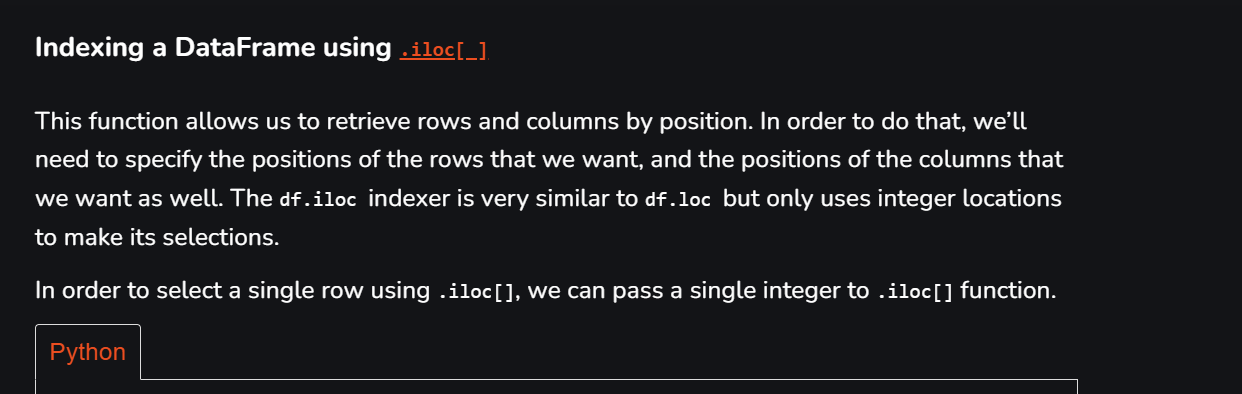 Indexing a DataFrame using .iloc[ ]
This function allows us to retrieve rows and columns by position. In order to do that, we’ll
need to specify the positions of the rows that we want, and the positions of the columns that
we want as well. The df.iloc indexer is very similar to df.loc but only uses integer locations
to make its selections.
In order to select a single row using .iloc[], we can pass a single integer to .iloc[] function.
Python